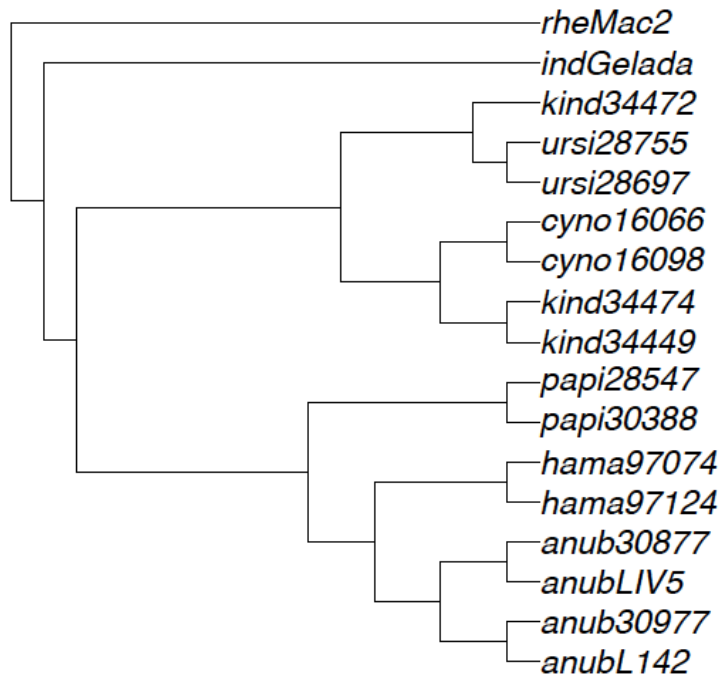 rheMac2
indGelada
kind34472
ursi28755
ursi28697
cyno16066
cyno16098
kind34474
kind34449
papi28547
papi30388
hama97074
hama97124
anub30877
anubLIV5
anub30977
anubL142